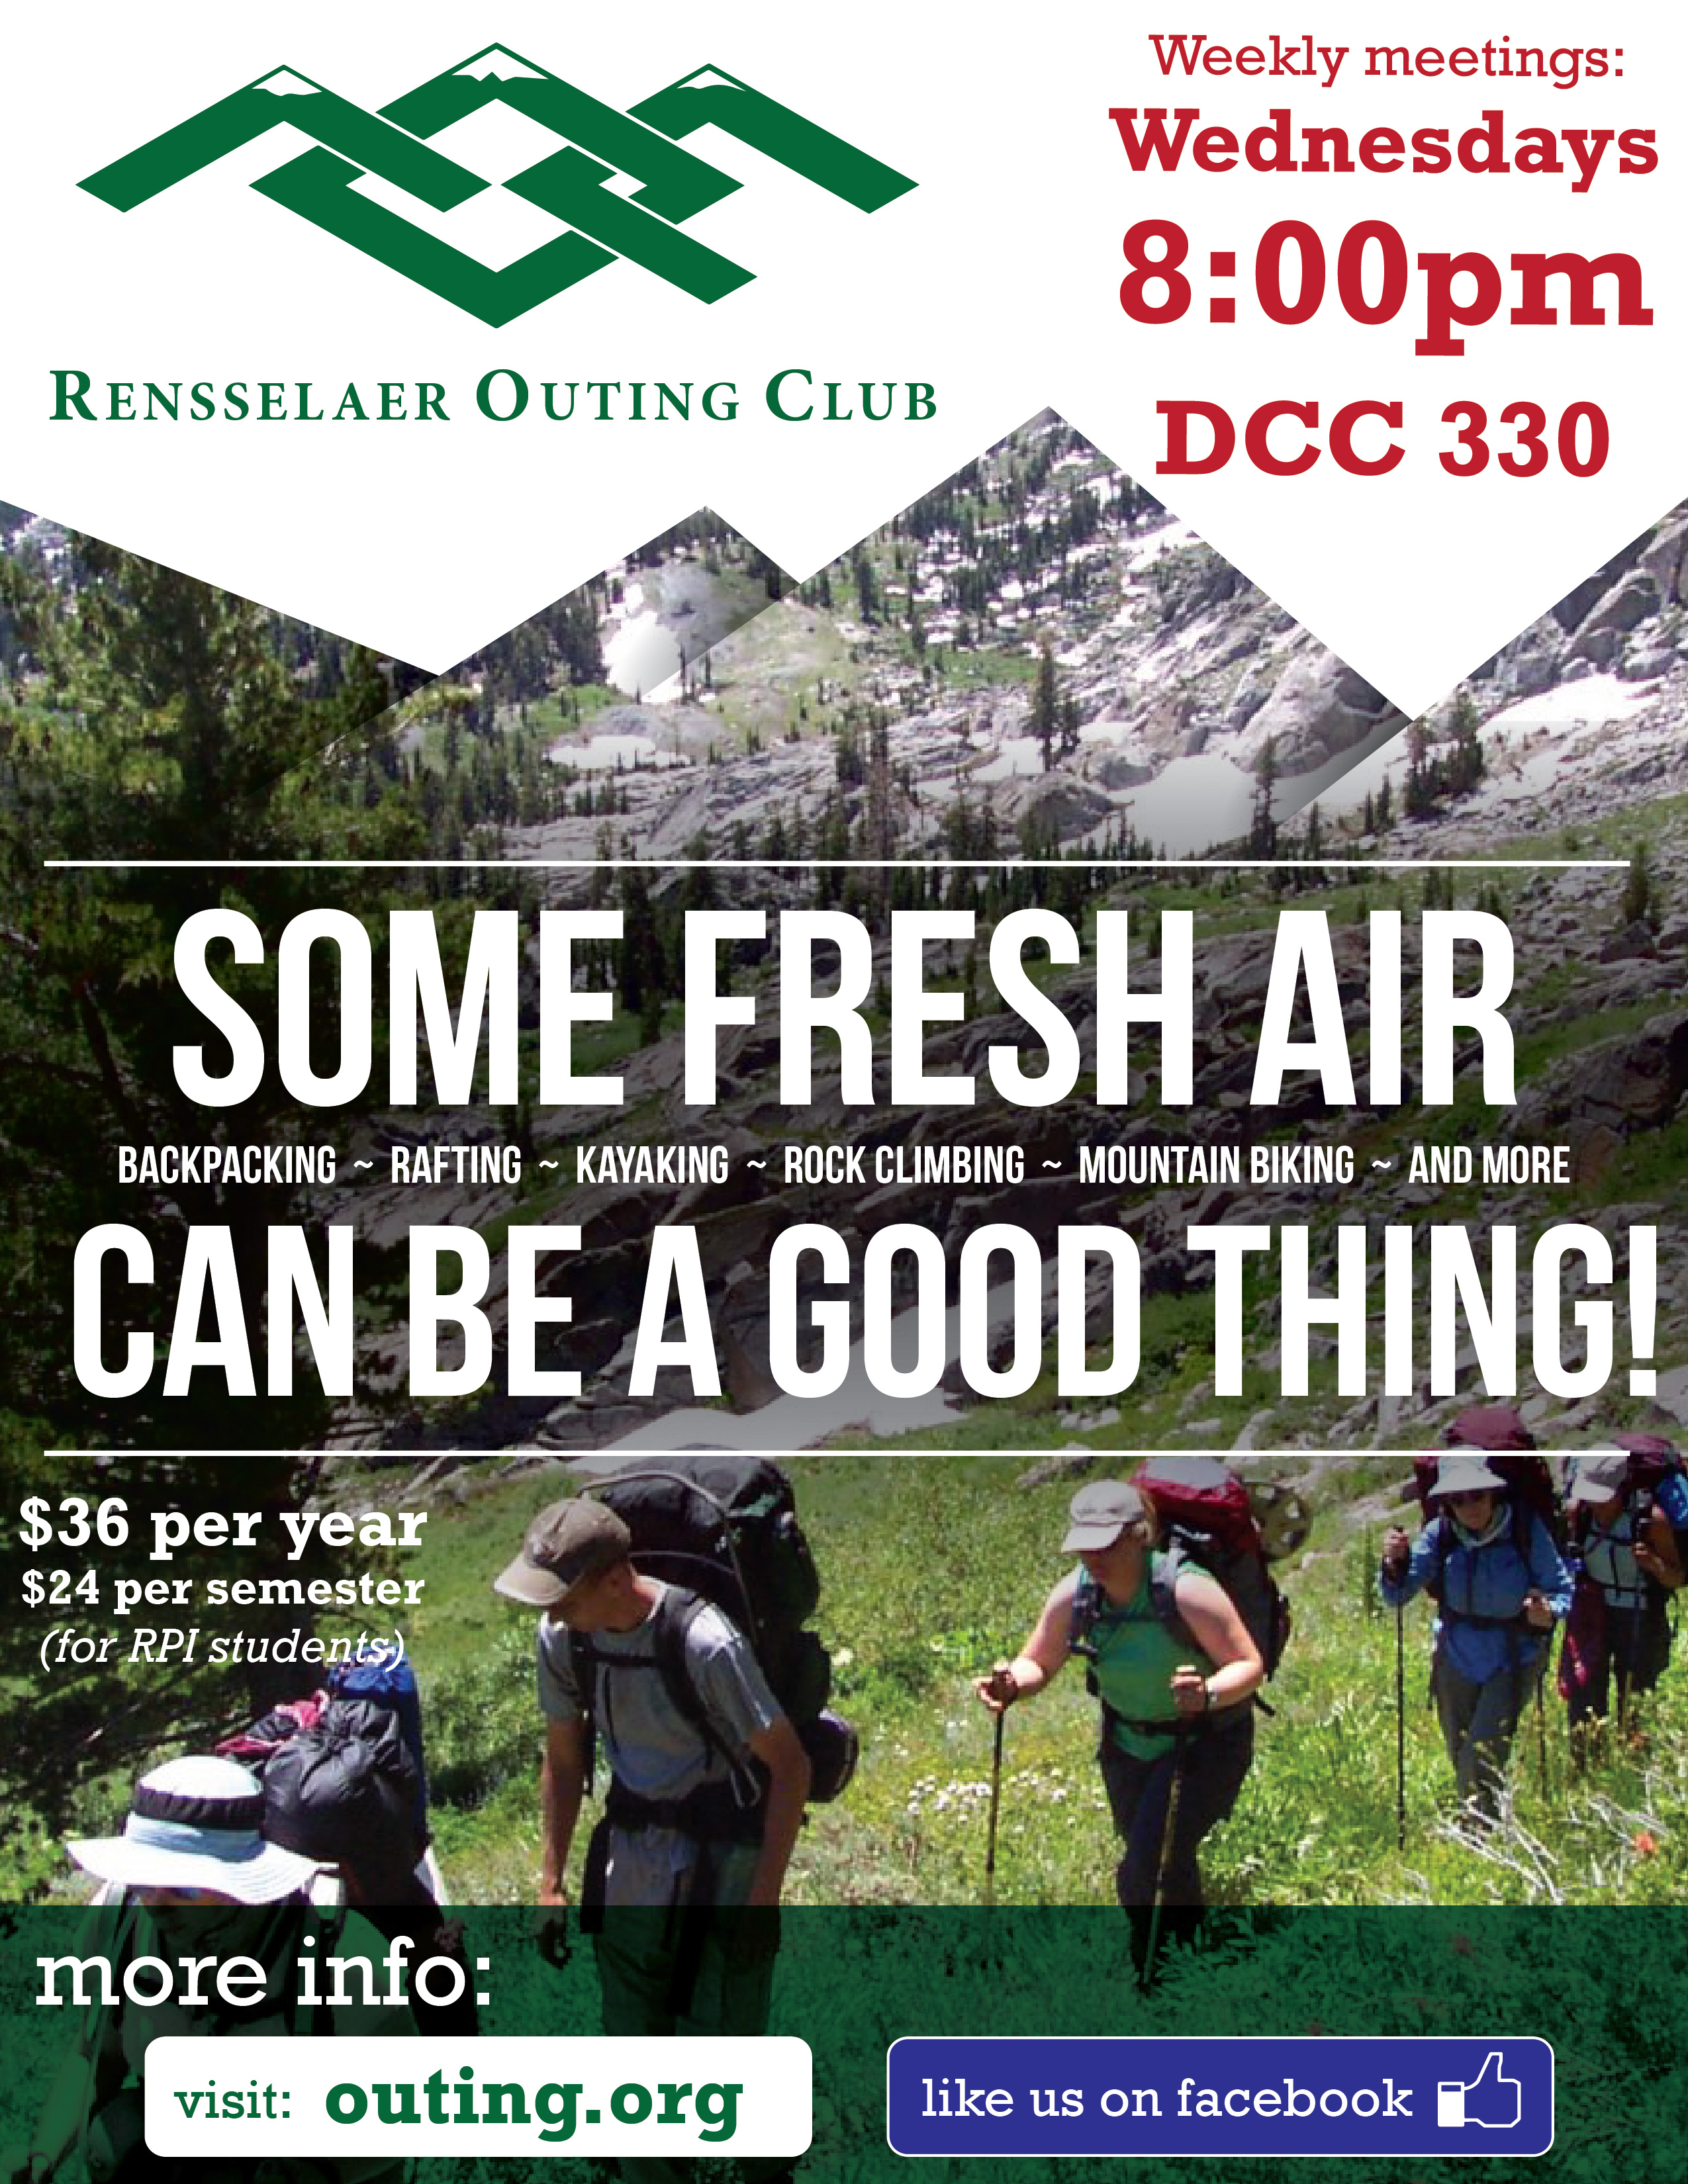 Weekly meetings:
Wednesdays
8:00pm
DCC 330
RENSSELAER OUTING CLUB
SOME FRESH AIR
BACKPACKING ~ RAFTING ~ KAYAKING ~ ROCK CLIMBING ~ MOUNTAIN BIKING ~ AND MORE
CAN BE A GOOD THING!
$36 per year
$24 per semester
(for RPI students)
more info:
visit: outing.org
like us on facebook